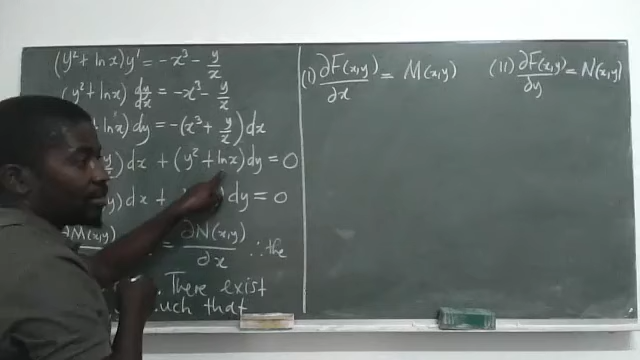 (y² + ln x)y' = -x³ - y/x
(y² + ln x) dy/dx = -x³ - y/x
ln x) dy = -(x³ + y/x) dx
y/x) dx + (y² + ln x) dy = 0
y) dx + dy = 0
∂M(x,y) = ∂N(x,y)/∂x ∴ the
There exist
such that
(I) ∂F(x,y)/∂x = M(x,y) (II) ∂F(x,y)/∂y = N(x,y)